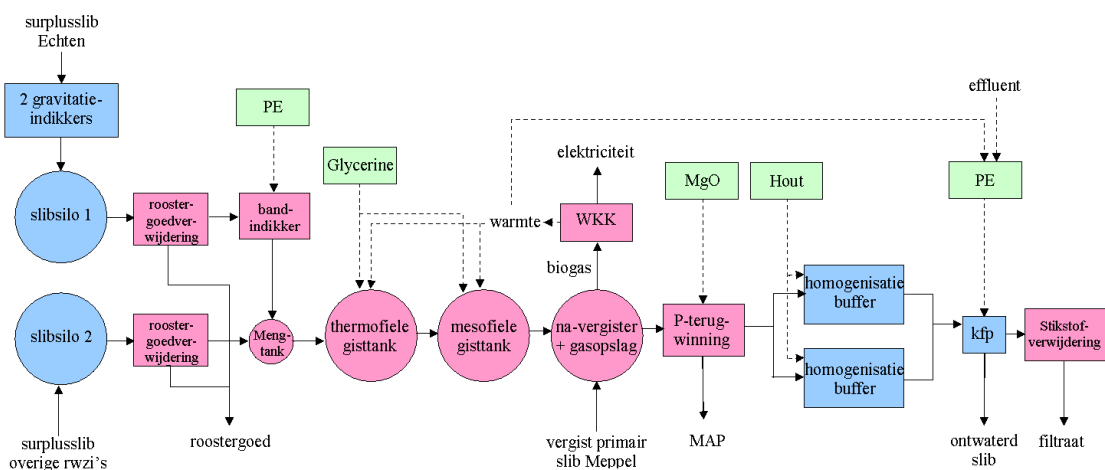 surplusslib
Echten
2 gravitatie-
indikkers
PE
effluent
elektriciteit
Glycerine
MgO
Hout
PE
slibsilo 1
rooster-
goedver-
wijdering
band-
indikker
warmte
WKK
biogas
homogenisatie
buffer
slibsilo 2
rooster-
goedver-
wijdering
Meng-
tank
thermofiele
gisttank
mesofiele
gisttank
na-vergister
+ gasopslag
P-terug-
winning
kfp
Stikstof-
verwijdering
homogenisatie
buffer
surplusslib
overige rwzi's
roostergoed
vergist primair
slib Meppel
MAP
ontwaterd
slib
filtraat